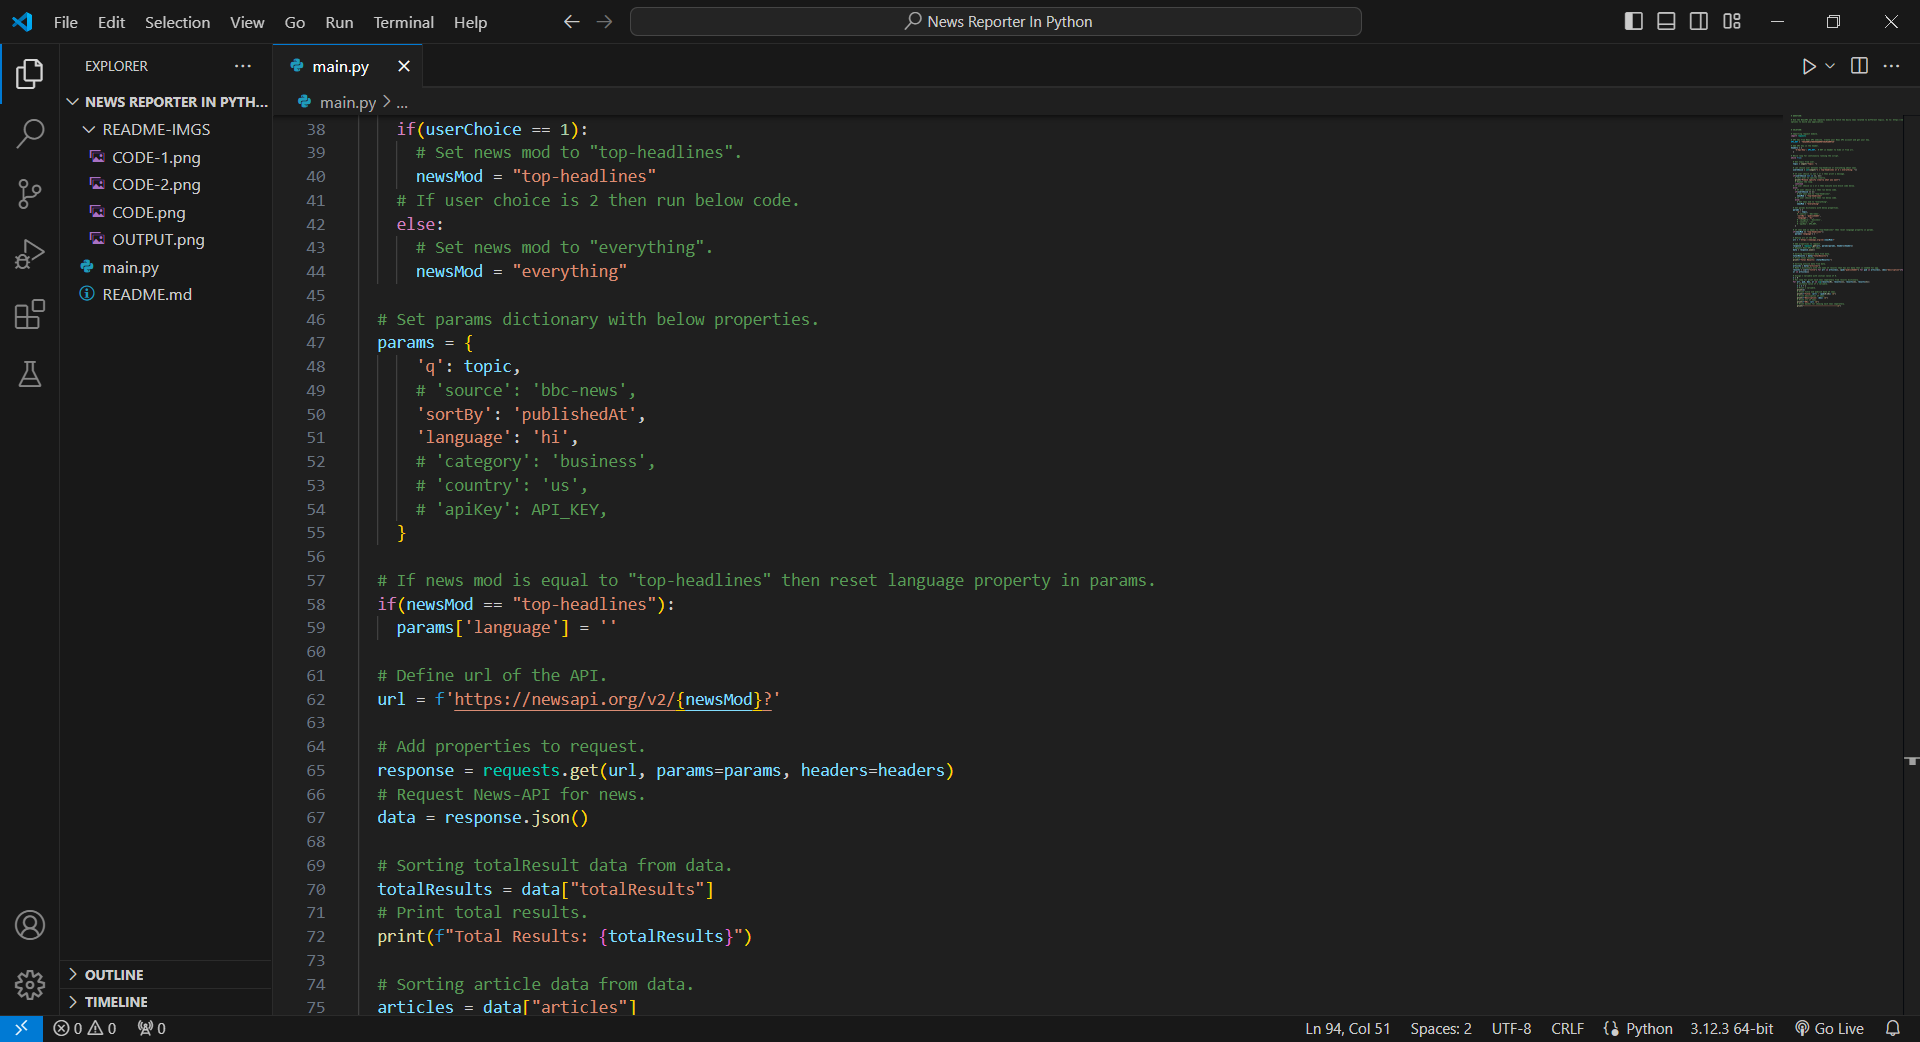 File Edit Selection View Go Run Terminal Help
News Reporter In Python
EXPLORER
NEWS REPORTER IN PYTH...
README-IMGS
CODE-1.png
CODE-2.png
CODE.png
OUTPUT.png
main.py
README.md
OUTLINE
TIMELINE
main.py
main.py > ...
38 if(userChoice == 1):
39 # Set news mod to "top-headlines".
40 newsMod = "top-headlines"
41 # If user choice is 2 then run below code.
42 else:
43 # Set news mod to "everything".
44 newsMod = "everything"
45
46 # Set params dictionary with below properties.
47 params = {
48 'q': topic,
49 # 'source': 'bbc-news',
50 'sortBy': 'publishedAt',
51 'language': 'hi',
52 # 'category': 'business',
53 # 'country': 'us',
54 # 'apiKey': API_KEY,
55 }
56
57 # If news mod is equal to "top-headlines" then reset language property in params.
58 if(newsMod == "top-headlines"):
59 params['language'] = ''
60
61 # Define url of the API.
62 url = f'https://newsapi.org/v2/{newsMod}?'
63
64 # Add properties to request.
65 response = requests.get(url, params=params, headers=headers)
66 # Request News-API for news.
67 data = response.json()
68
69 # Sorting totalResult data from data.
70 totalResults = data["totalResults"]
71 # Print total results.
72 print(f"Total Results: {totalResults}")
73
74 # Sorting article data from data.
75 articles = data["articles"]
0 0 0
Ln 94, Col 51 Spaces: 2 UTF-8 CRLF Python 3.12.3 64-bit Go Live